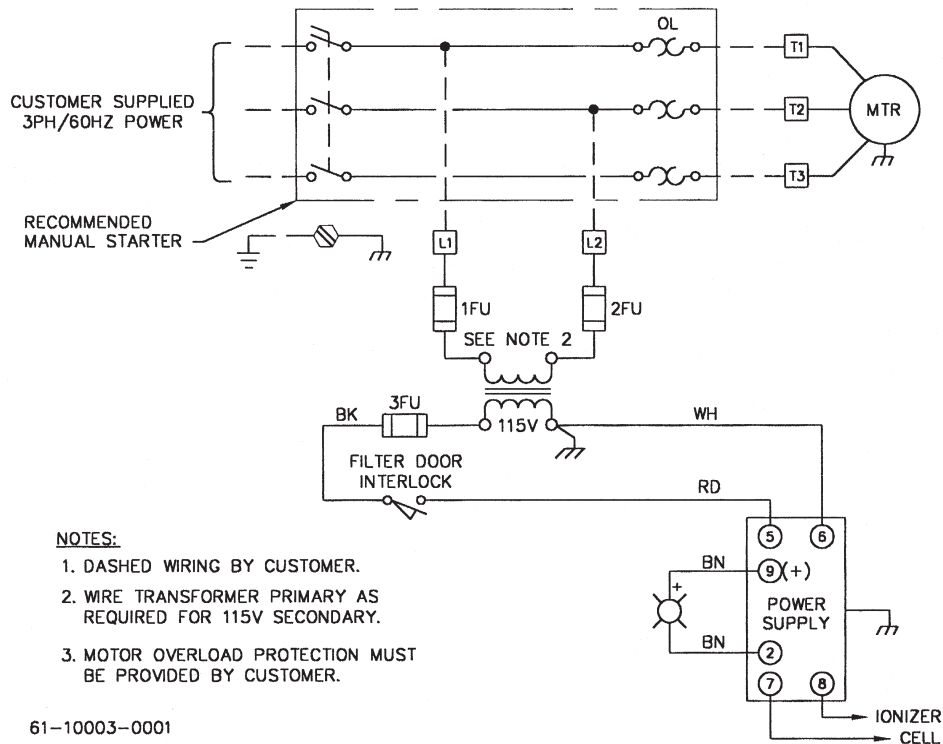 OL
T1
CUSTOMER SUPPLIED
3PH/60HZ POWER
T2
MTR
T3
RECOMMENDED
MANUAL STARTER
L1
L2
1FU
2FU
SEE NOTE 2
3FU
BK
115V
WH
FILTER DOOR
INTERLOCK
RD
5
6
NOTES:
1. DASHED WIRING BY CUSTOMER.
2. WIRE TRANSFORMER PRIMARY AS
REQUIRED FOR 115V SECONDARY.
3. MOTOR OVERLOAD PROTECTION MUST
BE PROVIDED BY CUSTOMER.
BN
9 (+)
+
POWER
SUPPLY
BN
2
7
8
IONIZER
CELL
61-10003-0001